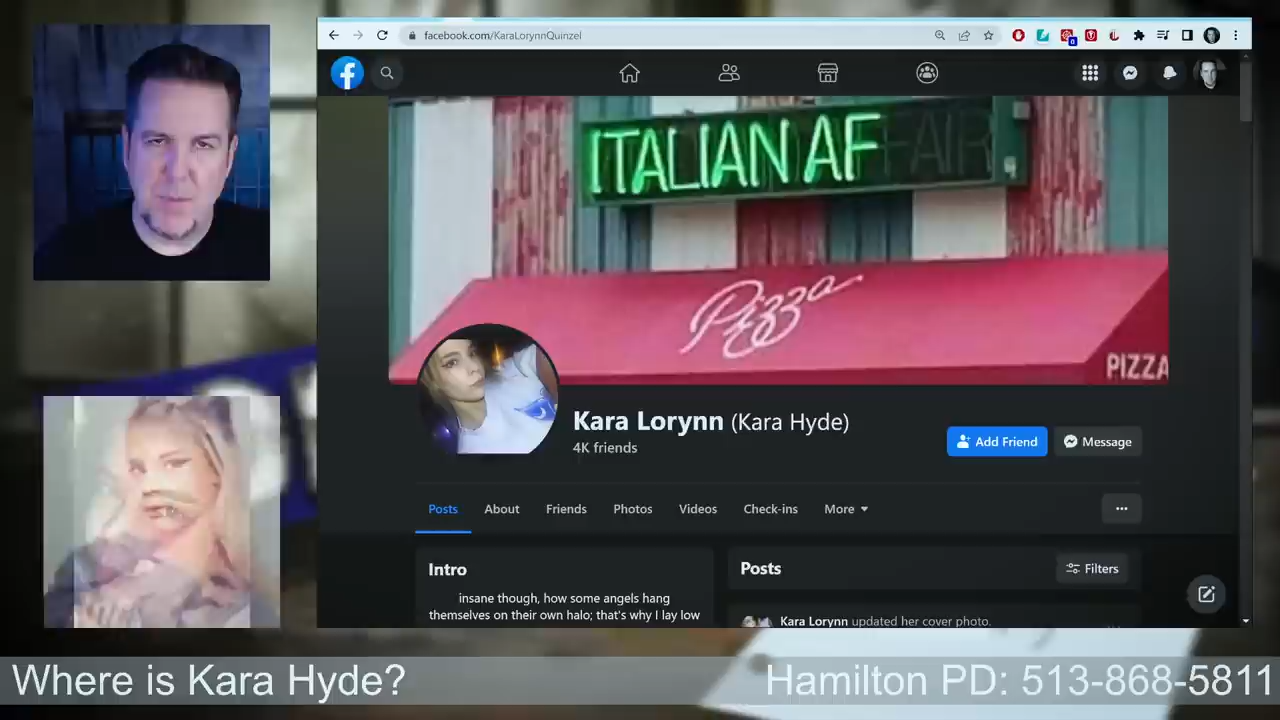 facebook.com/KaraLorynnQuinzel
0
ITALIAN AFFAIR
Pizza
PIZZA
Kara Lorynn (Kara Hyde)
4K friends
Add Friend
Message
Posts
About
Friends
Photos
Videos
Check-ins
More
Intro
insane though, how some angels hang
themselves on their own halo; that's why I lay low
Posts
Filters
Kara Lorynn updated her cover photo.
Where is Kara Hyde?
Hamilton PD: 513-868-5811